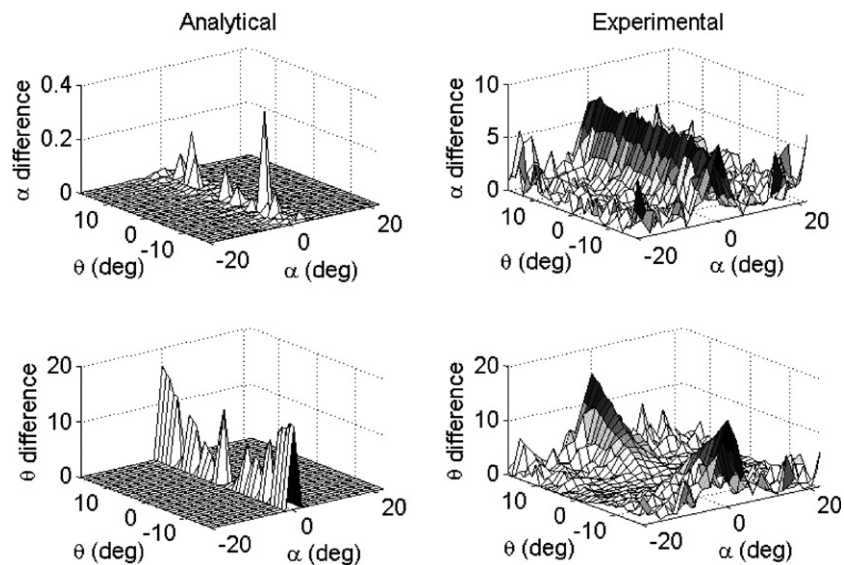 Analytical
Experimental
α difference
0.4
0.2
0
10
0
-10
θ (deg)
-20
0
20
α (deg)
α difference
10
5
0
10
0
-10
θ (deg)
-20
0
20
α (deg)
θ difference
20
10
0
10
0
-10
θ (deg)
-20
0
20
α (deg)
θ difference
20
10
0
10
0
-10
θ (deg)
-20
0
20
α (deg)